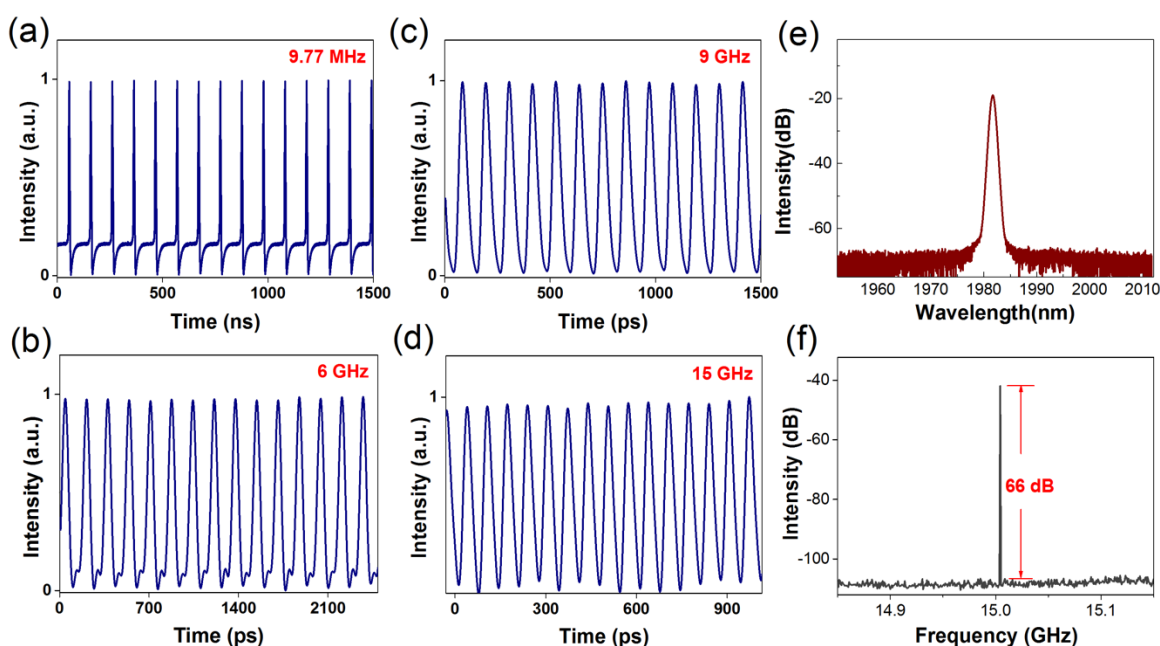 (a)
9.77 MHz
Intensity (a.u.)
1
0
0 500 1000 1500
Time (ns)
(b)
6 GHz
Intensity (a.u.)
1
0
0 700 1400 2100
Time (ps)
(c)
9 GHz
Intensity (a.u.)
1
0
0 500 1000 1500
Time (ps)
(d)
15 GHz
Intensity (a.u.)
1
0
0 300 600 900
Time (ps)
(e)
Intensity(dB)
-20
-40
-60
1960 1970 1980 1990 2000 2010
Wavelength(nm)
(f)
Intensity (dB)
-40
-60
-80
-100
66 dB
14.9 15.0 15.1
Frequency (GHz)